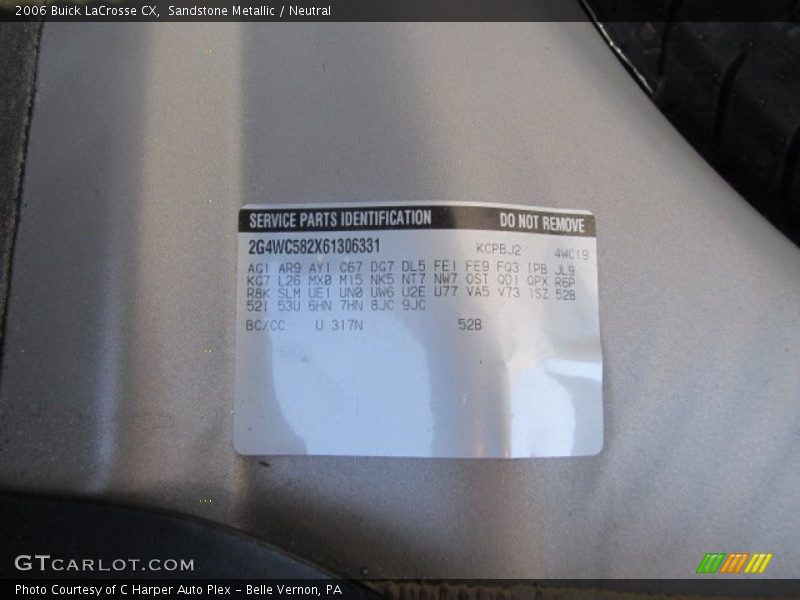 2006 Buick LaCrosse CX,  Sandstone Metallic / Neutral
SERVICE PARTS IDENTIFICATION DO NOT REMOVE
2G4WC582X61306331 KCPBJ2 4WC19
AG1 AR9 AY1 C67 DG7 DL5 FE1 FE9 FQ3 IPB JL9
KG7 L26 MX0 M15 NK5 NT7 NW7 OST QD1 QPX R6P
R8K SLM UE1 UN0 UW6 U2E U77 VA5 V73 1SZ 52B
52I 53U 6HN 7HN 8JC 9JC
BC/CC U 317N 52B
GTCARLOT.COM
Photo Courtesy of C Harper Auto Plex – Belle Vernon, PA